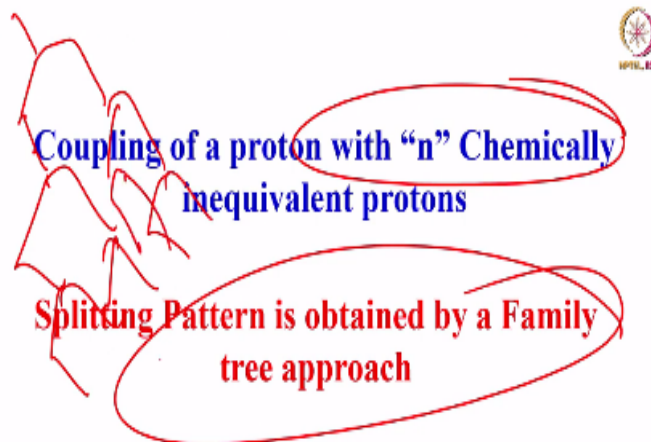 Coupling of a proton with “n” Chemically
inequivalent protons
Splitting Pattern is obtained by a Family
tree approach